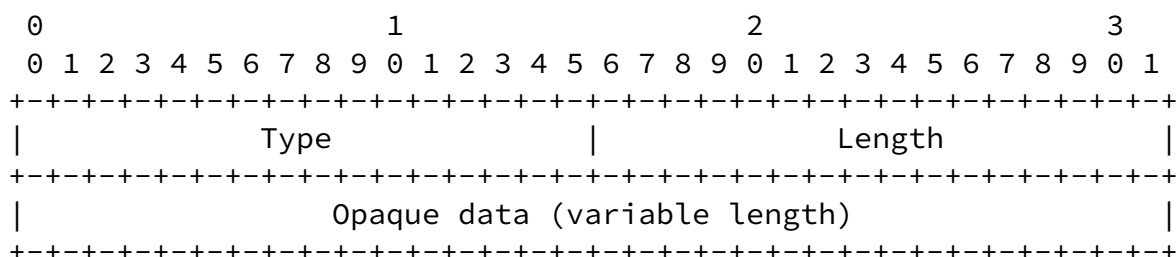 0                   1                   2                   3
 0 1 2 3 4 5 6 7 8 9 0 1 2 3 4 5 6 7 8 9 0 1 2 3 4 5 6 7 8 9 0 1
+-+-+-+-+-+-+-+-+-+-+-+-+-+-+-+-+-+-+-+-+-+-+-+-+-+-+-+-+-+-+-+-+
|             Type              |             Length            |
+-+-+-+-+-+-+-+-+-+-+-+-+-+-+-+-+-+-+-+-+-+-+-+-+-+-+-+-+-+-+-+-+
|                 Opaque data (variable length)                 |
+-+-+-+-+-+-+-+-+-+-+-+-+-+-+-+-+-+-+-+-+-+-+-+-+-+-+-+-+-+-+-+-+